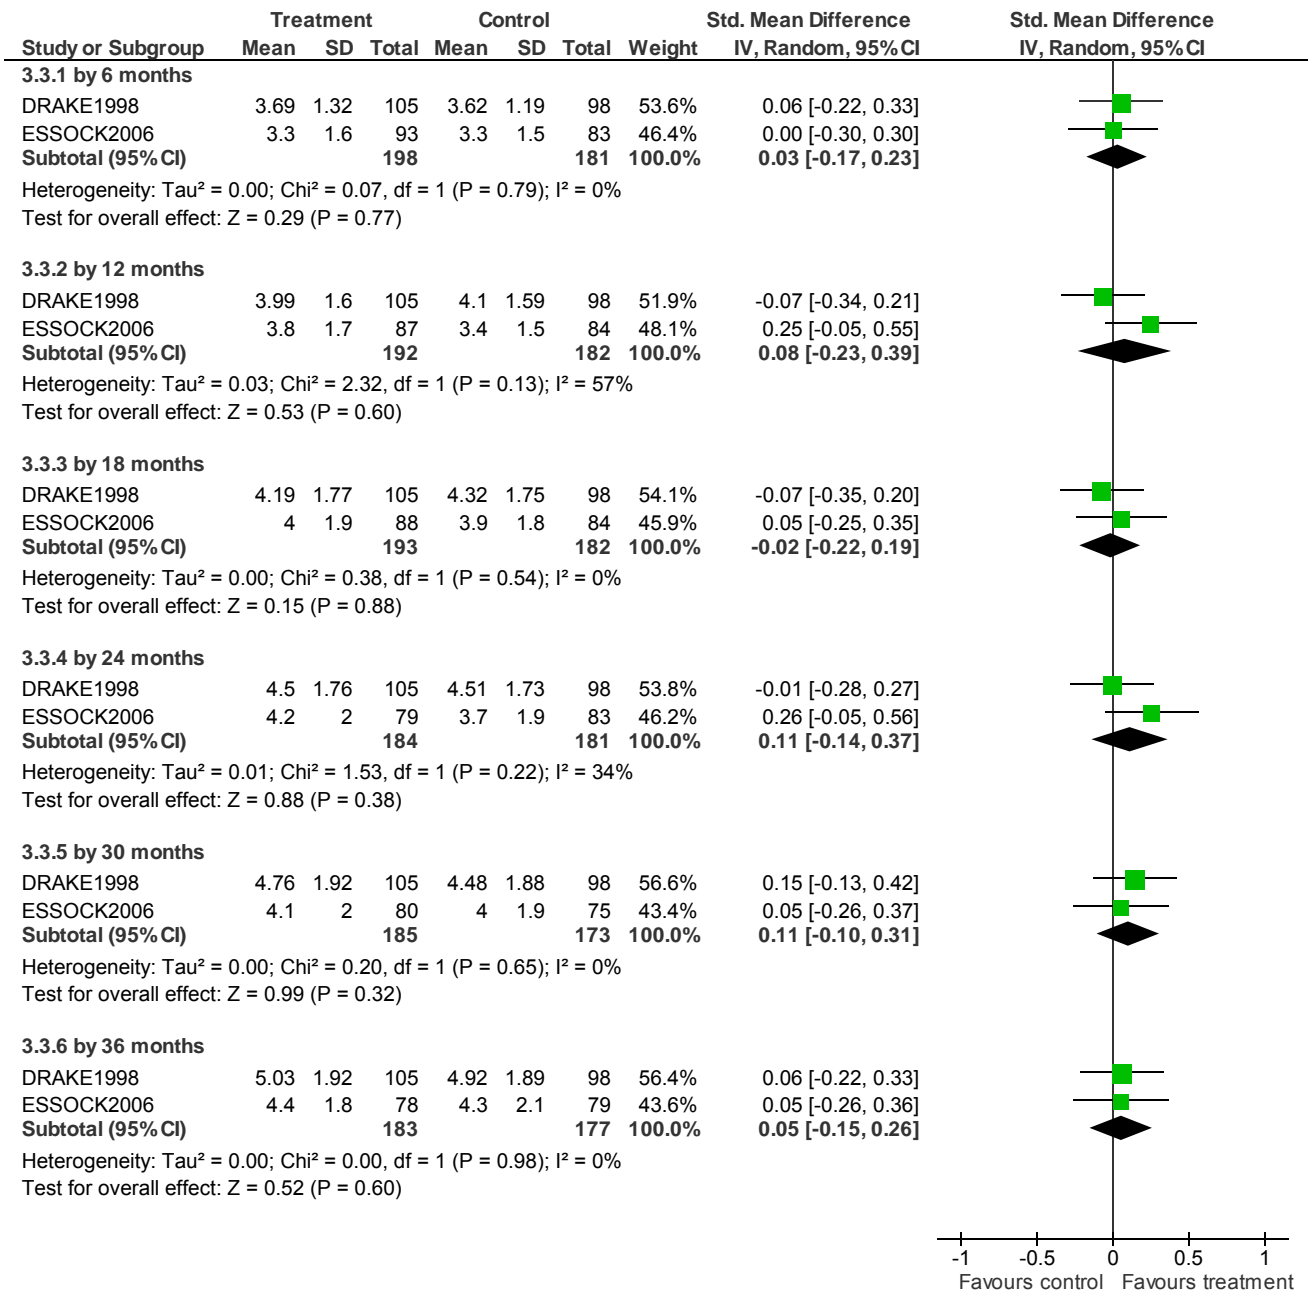 Treatment Control Std. Mean Difference Std. Mean Difference
Study or Subgroup Mean SD Total Mean SD Total Weight IV, Random, 95% CI IV, Random, 95% CI
3.3.1 by 6 months
DRAKE1998 3.69 1.32 105 3.62 1.19 98 53.6% 0.06 [-0.22, 0.33]
ESSOCK2006 3.3 1.6 93 3.3 1.5 83 46.4% 0.00 [-0.30, 0.30]
Subtotal (95% CI) 198 181 100.0% 0.03 [-0.17, 0.23]
Heterogeneity: Tau² = 0.00; Chi² = 0.07, df = 1 (P = 0.79); I² = 0%
Test for overall effect: Z = 0.29 (P = 0.77)
3.3.2 by 12 months
DRAKE1998 3.99 1.6 105 4.1 1.59 98 51.9% -0.07 [-0.34, 0.21]
ESSOCK2006 3.8 1.7 87 3.4 1.5 84 48.1% 0.25 [-0.05, 0.55]
Subtotal (95% CI) 192 182 100.0% 0.08 [-0.23, 0.39]
Heterogeneity: Tau² = 0.03; Chi² = 2.32, df = 1 (P = 0.13); I² = 57%
Test for overall effect: Z = 0.53 (P = 0.60)
3.3.3 by 18 months
DRAKE1998 4.19 1.77 105 4.32 1.75 98 54.1% -0.07 [-0.35, 0.20]
ESSOCK2006 4 1.9 88 3.9 1.8 84 45.9% 0.05 [-0.25, 0.35]
Subtotal (95% CI) 193 182 100.0% -0.02 [-0.22, 0.19]
Heterogeneity: Tau² = 0.00; Chi² = 0.38, df = 1 (P = 0.54); I² = 0%
Test for overall effect: Z = 0.15 (P = 0.88)
3.3.4 by 24 months
DRAKE1998 4.5 1.76 105 4.51 1.73 98 53.8% -0.01 [-0.28, 0.27]
ESSOCK2006 4.2 2 79 3.7 1.9 83 46.2% 0.26 [-0.05, 0.56]
Subtotal (95% CI) 184 181 100.0% 0.11 [-0.14, 0.37]
Heterogeneity: Tau² = 0.01; Chi² = 1.53, df = 1 (P = 0.22); I² = 34%
Test for overall effect: Z = 0.88 (P = 0.38)
3.3.5 by 30 months
DRAKE1998 4.76 1.92 105 4.48 1.88 98 56.6% 0.15 [-0.13, 0.42]
ESSOCK2006 4.1 2 80 4 1.9 75 43.4% 0.05 [-0.26, 0.37]
Subtotal (95% CI) 185 173 100.0% 0.11 [-0.10, 0.31]
Heterogeneity: Tau² = 0.00; Chi² = 0.20, df = 1 (P = 0.65); I² = 0%
Test for overall effect: Z = 0.99 (P = 0.32)
3.3.6 by 36 months
DRAKE1998 5.03 1.92 105 4.92 1.89 98 56.4% 0.06 [-0.22, 0.33]
ESSOCK2006 4.4 1.8 78 4.3 2.1 79 43.6% 0.05 [-0.26, 0.36]
Subtotal (95% CI) 183 177 100.0% 0.05 [-0.15, 0.26]
Heterogeneity: Tau² = 0.00; Chi² = 0.00, df = 1 (P = 0.98); I² = 0%
Test for overall effect: Z = 0.52 (P = 0.60)
-1 -0.5 0 0.5 1
Favours control Favours treatment